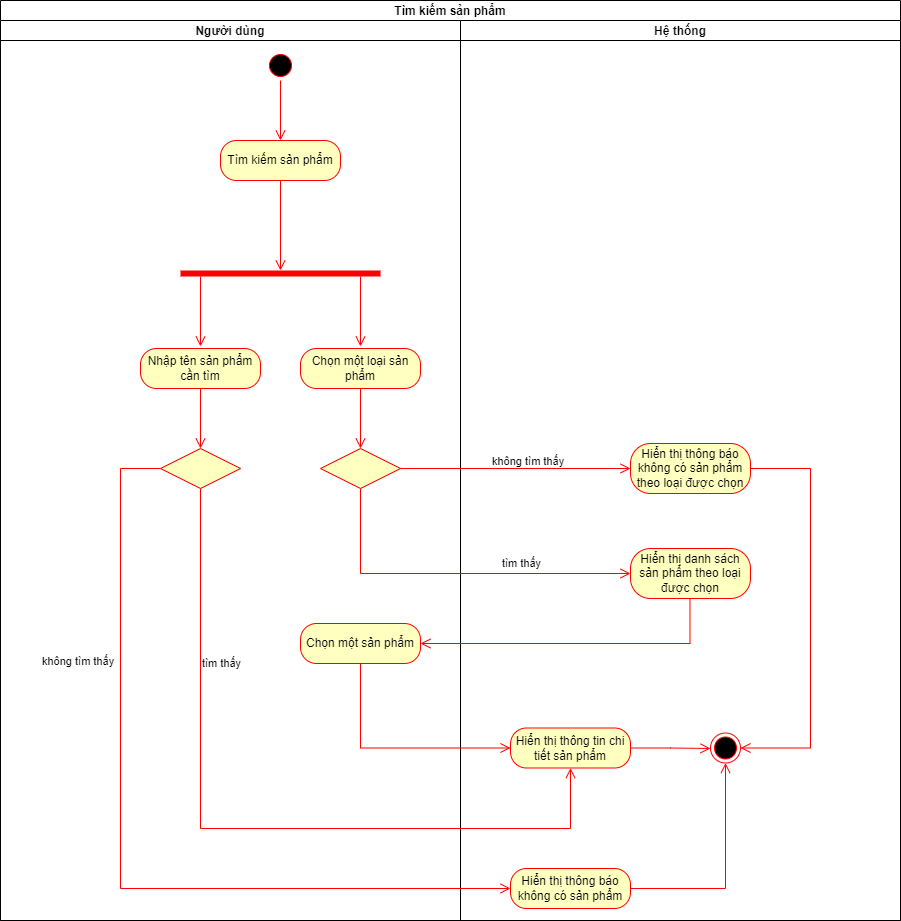 Tìm kiếm sản phẩm
Người dùng
Hệ thống
Tìm kiếm sản phẩm
Nhập tên sản phẩm
cần tìm
Chọn một loại sản
phẩm
không tìm thấy
Hiển thị thông báo
không có sản phẩm
theo loại được chọn
tìm thấy
Hiển thị danh sách
sản phẩm theo loại
được chọn
Chọn một sản phẩm
không tìm thấy
tìm thấy
Hiển thị thông tin chi
tiết sản phẩm
Hiển thị thông báo
không có sản phẩm